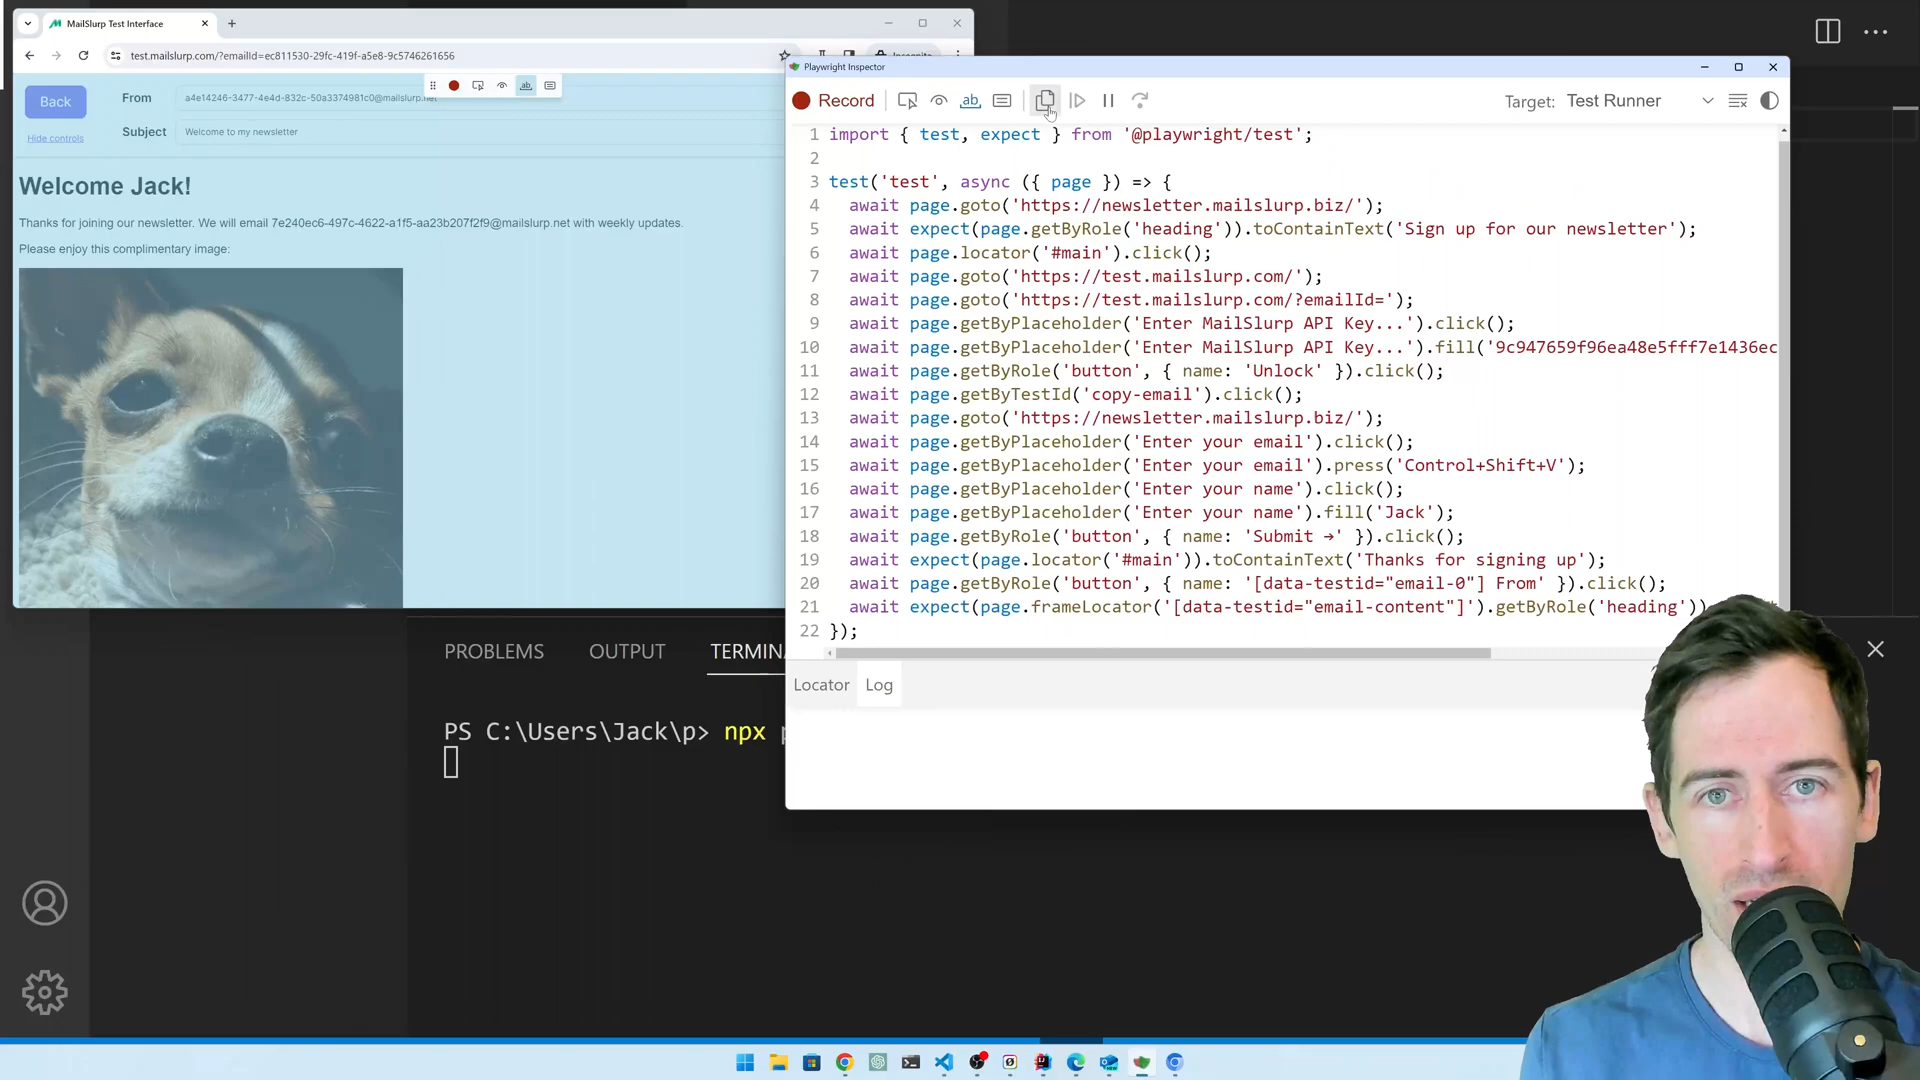 MailSlurp Test Interface
test.mailslurp.com/?emailId=ec811530-29fc-419f-a5e8-9c5746261656
Incognito
Back
Hide controls
From
a4e14246-3477-4e4d-832c-50a3374981c0@mailslurp.net
Subject
Welcome to my newsletter
Welcome Jack!
Thanks for joining our newsletter. We will email 7e240ec6-497c-4622-a1f5-aa23b207f2f9@mailslurp.net with weekly updates.
Please enjoy this complimentary image:
Playwright Inspector
Record
Target: Test Runner
1 import { test, expect } from '@playwright/test';
2
3 test('test', async ({ page }) => {
4 await page.goto('https://newsletter.mailslurp.biz/');
5 await expect(page.getByRole('heading')).toContainText('Sign up for our newsletter');
6 await page.locator('#main').click();
7 await page.goto('https://test.mailslurp.com/');
8 await page.goto('https://test.mailslurp.com/?emailId=');
9 await page.getByPlaceholder('Enter MailSlurp API Key...').click();
10 await page.getByPlaceholder('Enter MailSlurp API Key...').fill('9c947659f96ea48e5fff7e1436ec
11 await page.getByRole('button', { name: 'Unlock' }).click();
12 await page.getByTestId('copy-email').click();
13 await page.goto('https://newsletter.mailslurp.biz/');
14 await page.getByPlaceholder('Enter your email').click();
15 await page.getByPlaceholder('Enter your email').press('Control+Shift+V');
16 await page.getByPlaceholder('Enter your name').click();
17 await page.getByPlaceholder('Enter your name').fill('Jack');
18 await page.getByRole('button', { name: 'Submit →' }).click();
19 await expect(page.locator('#main')).toContainText('Thanks for signing up');
20 await page.getByRole('button', { name: '[data-testid="email-0"] From' }).click();
21 await expect(page.frameLocator('[data-testid="email-content"]').getByRole('heading'))
22 });
Locator
Log
PROBLEMS
OUTPUT
TERMIN
PS C:\Users\Jack\p> npx